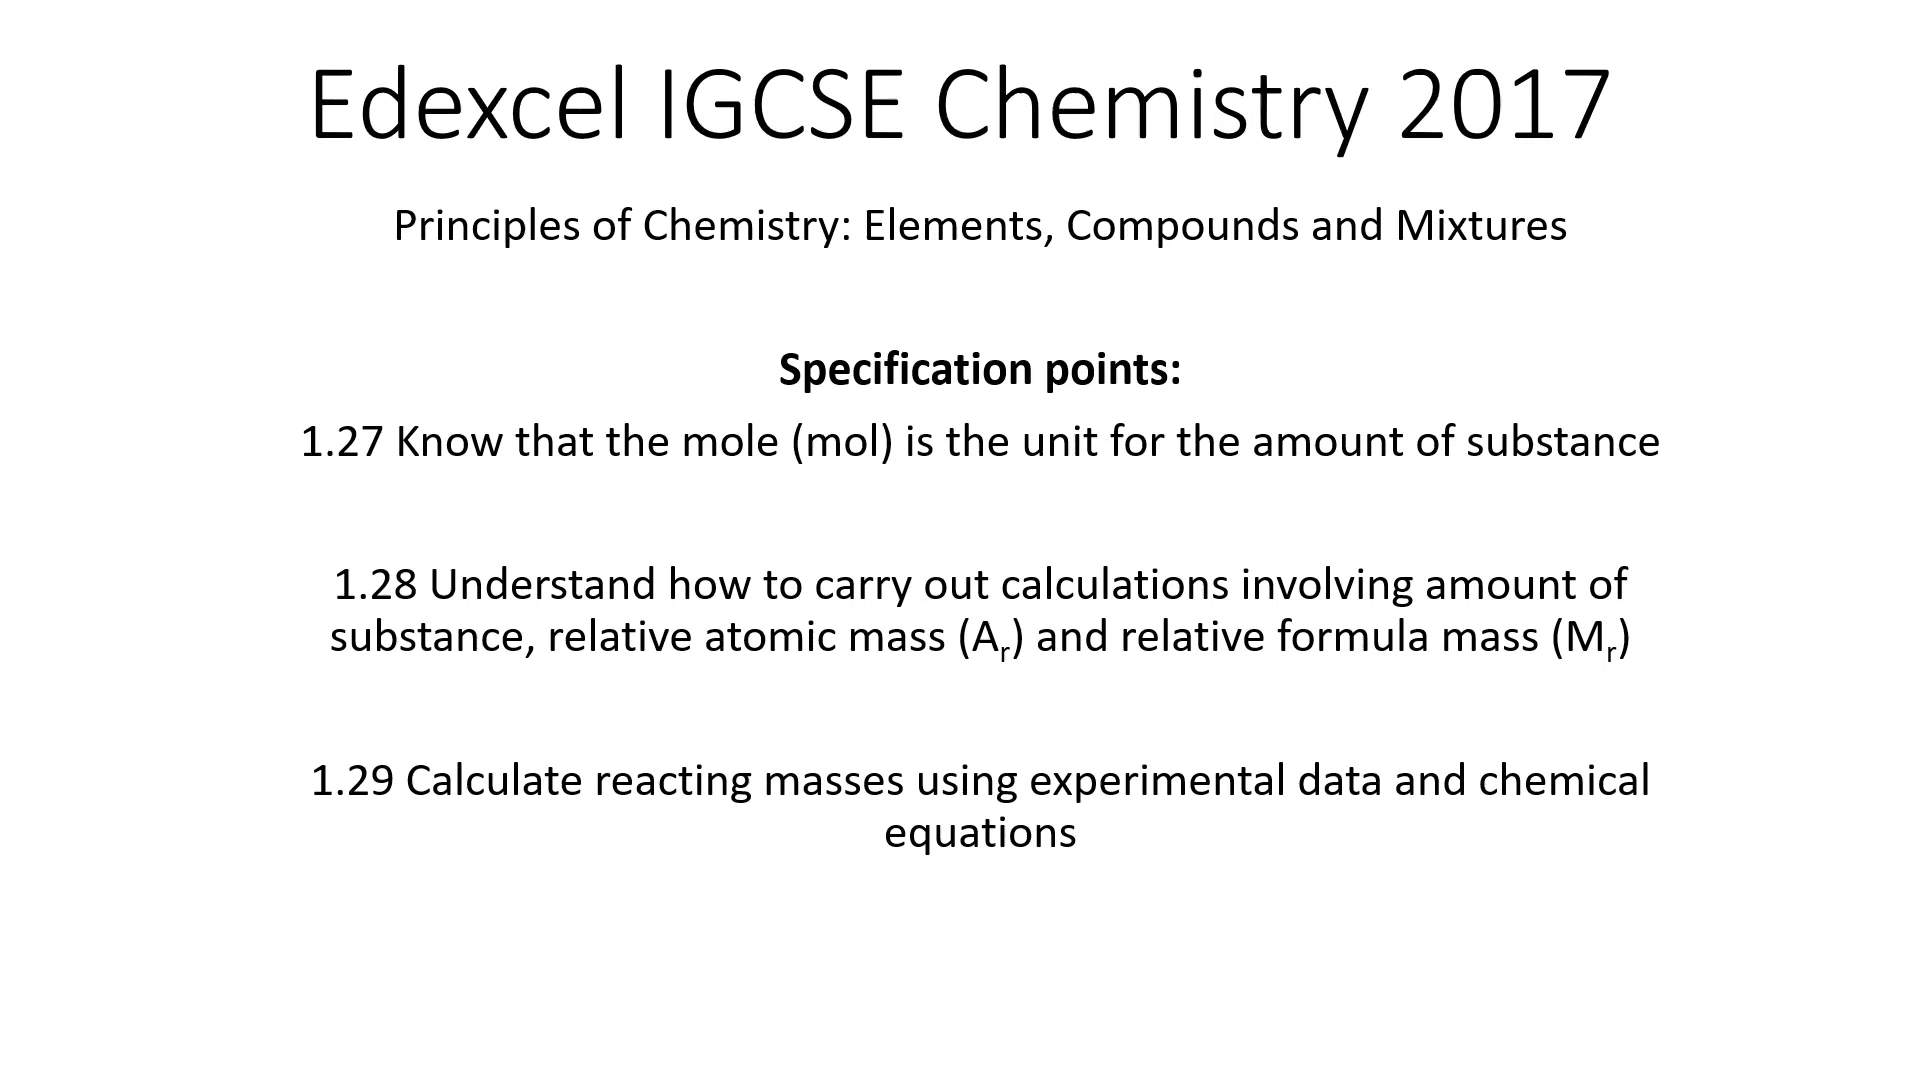 Edexcel IGCSE Chemistry 2017
Principles of Chemistry: Elements, Compounds and Mixtures
Specification points:
1.27 Know that the mole (mol) is the unit for the amount of substance
1.28 Understand how to carry out calculations involving amount of
substance, relative atomic mass (Aᵣ) and relative formula mass (Mᵣ)
1.29 Calculate reacting masses using experimental data and chemical
equations